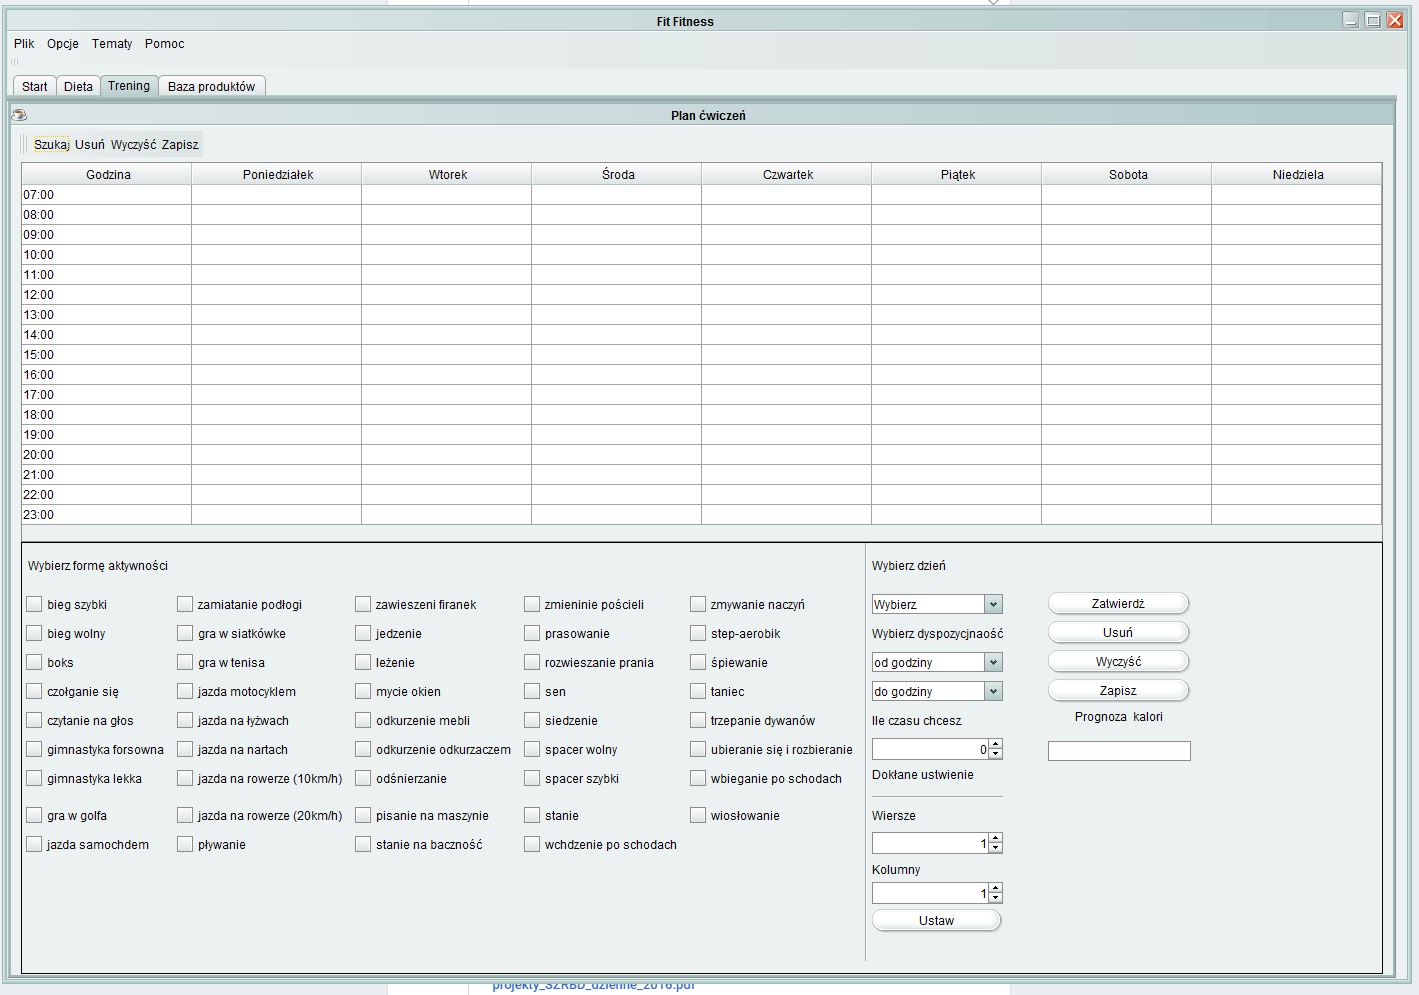 Fit Fitness
Plik Opcje Tematy Pomoc
Start Dieta Trening Baza produktów
Plan ćwiczeń
Szukaj Usuń Wyczyść Zapisz
Godzina Poniedziałek Wtorek Środa Czwartek Piątek Sobota Niedziela
07:00
08:00
09:00
10:00
11:00
12:00
13:00
14:00
15:00
16:00
17:00
18:00
19:00
20:00
21:00
22:00
23:00
Wybierz formę aktywności
bieg szybki zamiatanie podłogi zawieszeni firanek zmieninie pościeli zmywanie naczyń
bieg wolny gra w siatkówke jedzenie prasowanie step-aerobik
boks gra w tenisa leżenie rozwieszanie prania śpiewanie
czołganie się jazda motocyklem mycie okien sen taniec
czytanie na głos jazda na łyżwach odkurzenie mebli siedzenie trzepanie dywanów
gimnastyka forsowna jazda na nartach odkurzenie odkurzaczem spacer wolny ubieranie się i rozbieranie
gimnastyka lekka jazda na rowerze (10km/h) odśnierzanie spacer szybki wbieganie po schodach
gra w golfa jazda na rowerze (20km/h) pisanie na maszynie stanie wiosłowanie
jazda samochdem pływanie stanie na baczność wchdzenie po schodach
Wybierz dzień
Wybierz
Wybierz dyspozycjnaość
od godziny
do godziny
Ile czasu chcesz
0
Dokłane ustwienie
Wiersze
1
Kolumny
1
Ustaw
Zatwierdż
Usuń
Wyczyść
Zapisz
Prognoza kalori
projekty_SZRBD_dzienne_2016.pdf